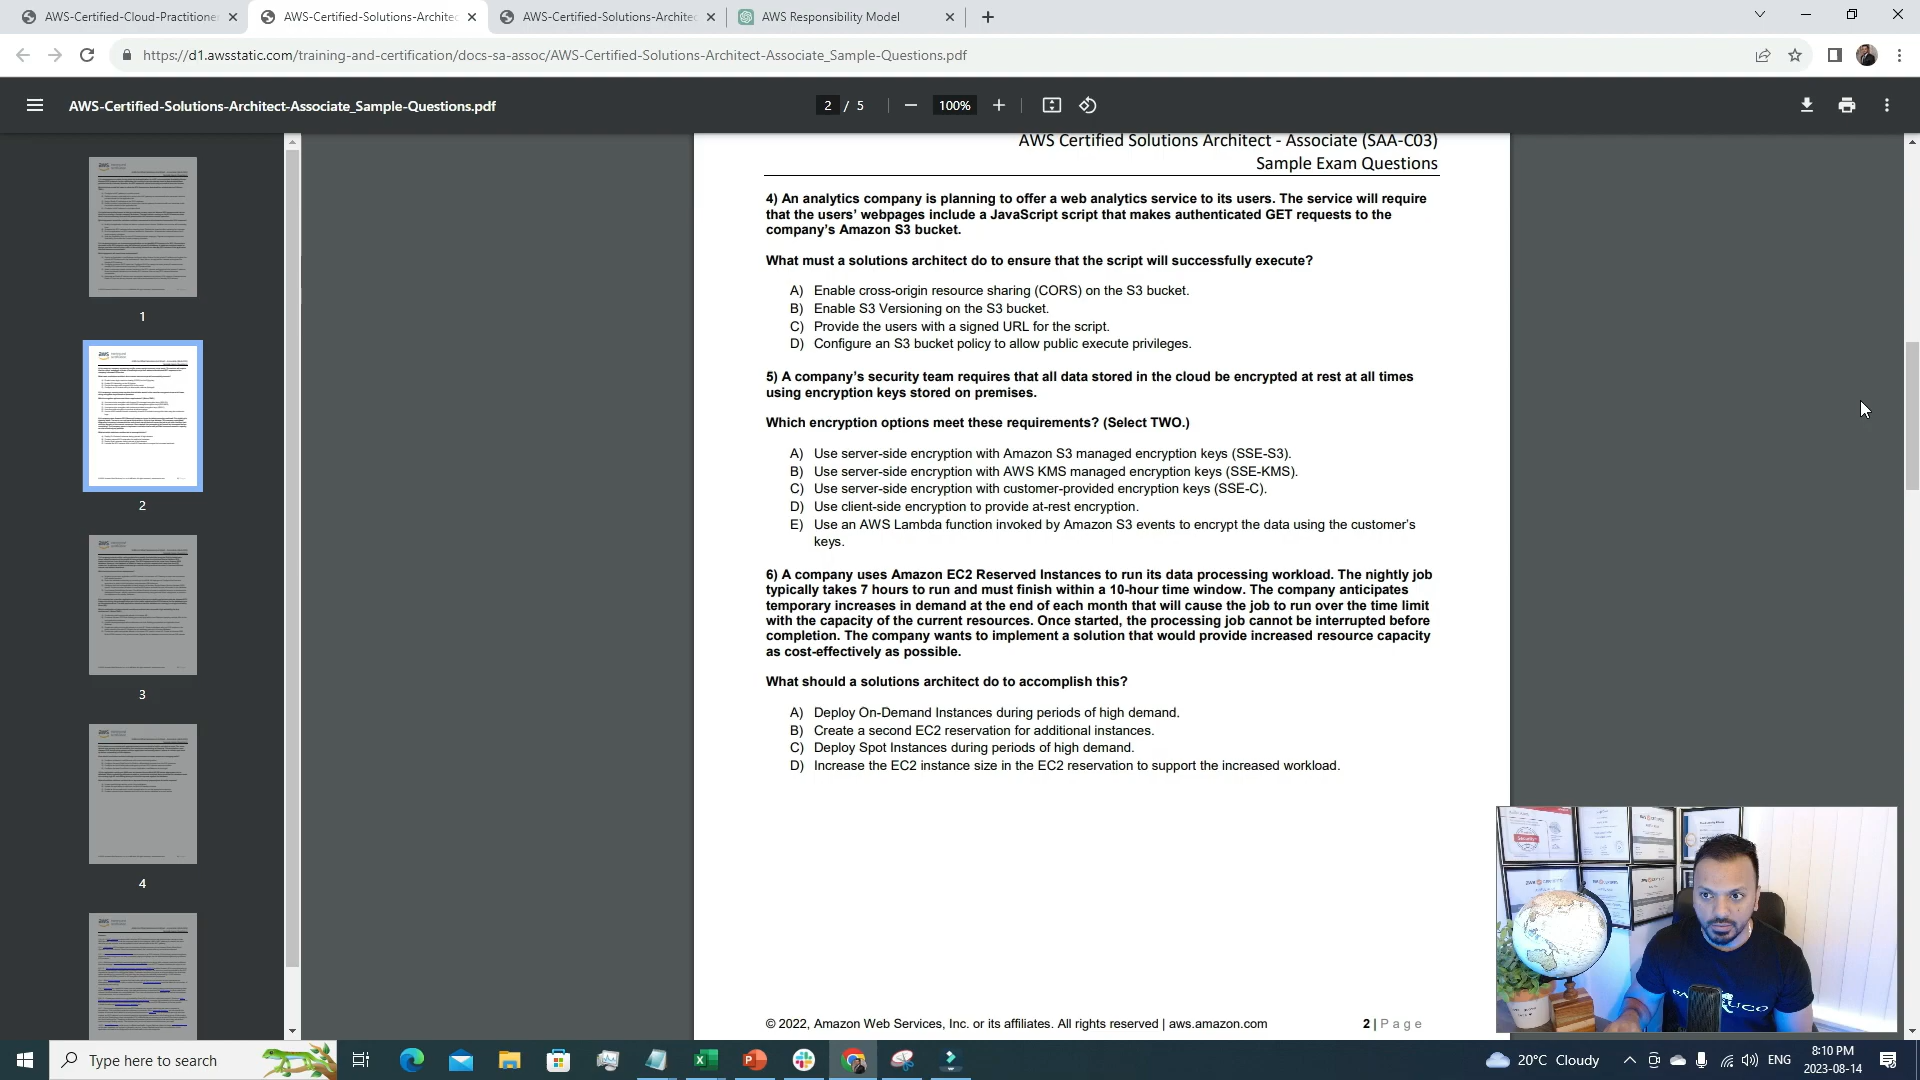 AWS-Certified-Cloud-Practitioner
AWS-Certified-Solutions-Architec
AWS-Certified-Solutions-Architec
AWS Responsibility Model
https://d1.awsstatic.com/training-and-certification/docs-sa-assoc/AWS-Certified-Solutions-Architect-Associate_Sample-Questions.pdf
AWS-Certified-Solutions-Architect-Associate_Sample-Questions.pdf
2 / 5
100%
1
2
3
4
AWS Certified Solutions Architect - Associate (SAA-C03)
Sample Exam Questions
4) An analytics company is planning to offer a web analytics service to its users. The service will require
that the users’ webpages include a JavaScript script that makes authenticated GET requests to the
company’s Amazon S3 bucket.
What must a solutions architect do to ensure that the script will successfully execute?
A) Enable cross-origin resource sharing (CORS) on the S3 bucket.
B) Enable S3 Versioning on the S3 bucket.
C) Provide the users with a signed URL for the script.
D) Configure an S3 bucket policy to allow public execute privileges.
5) A company’s security team requires that all data stored in the cloud be encrypted at rest at all times
using encryption keys stored on premises.
Which encryption options meet these requirements? (Select TWO.)
A) Use server-side encryption with Amazon S3 managed encryption keys (SSE-S3).
B) Use server-side encryption with AWS KMS managed encryption keys (SSE-KMS).
C) Use server-side encryption with customer-provided encryption keys (SSE-C).
D) Use client-side encryption to provide at-rest encryption.
E) Use an AWS Lambda function invoked by Amazon S3 events to encrypt the data using the customer’s
keys.
6) A company uses Amazon EC2 Reserved Instances to run its data processing workload. The nightly job
typically takes 7 hours to run and must finish within a 10-hour time window. The company anticipates
temporary increases in demand at the end of each month that will cause the job to run over the time limit
with the capacity of the current resources. Once started, the processing job cannot be interrupted before
completion. The company wants to implement a solution that would provide increased resource capacity
as cost-effectively as possible.
What should a solutions architect do to accomplish this?
A) Deploy On-Demand Instances during periods of high demand.
B) Create a second EC2 reservation for additional instances.
C) Deploy Spot Instances during periods of high demand.
D) Increase the EC2 instance size in the EC2 reservation to support the increased workload.
© 2022, Amazon Web Services, Inc. or its affiliates. All rights reserved | aws.amazon.com
2 | Page
Type here to search
20°C Cloudy
ENG
8:10 PM
2023-08-14